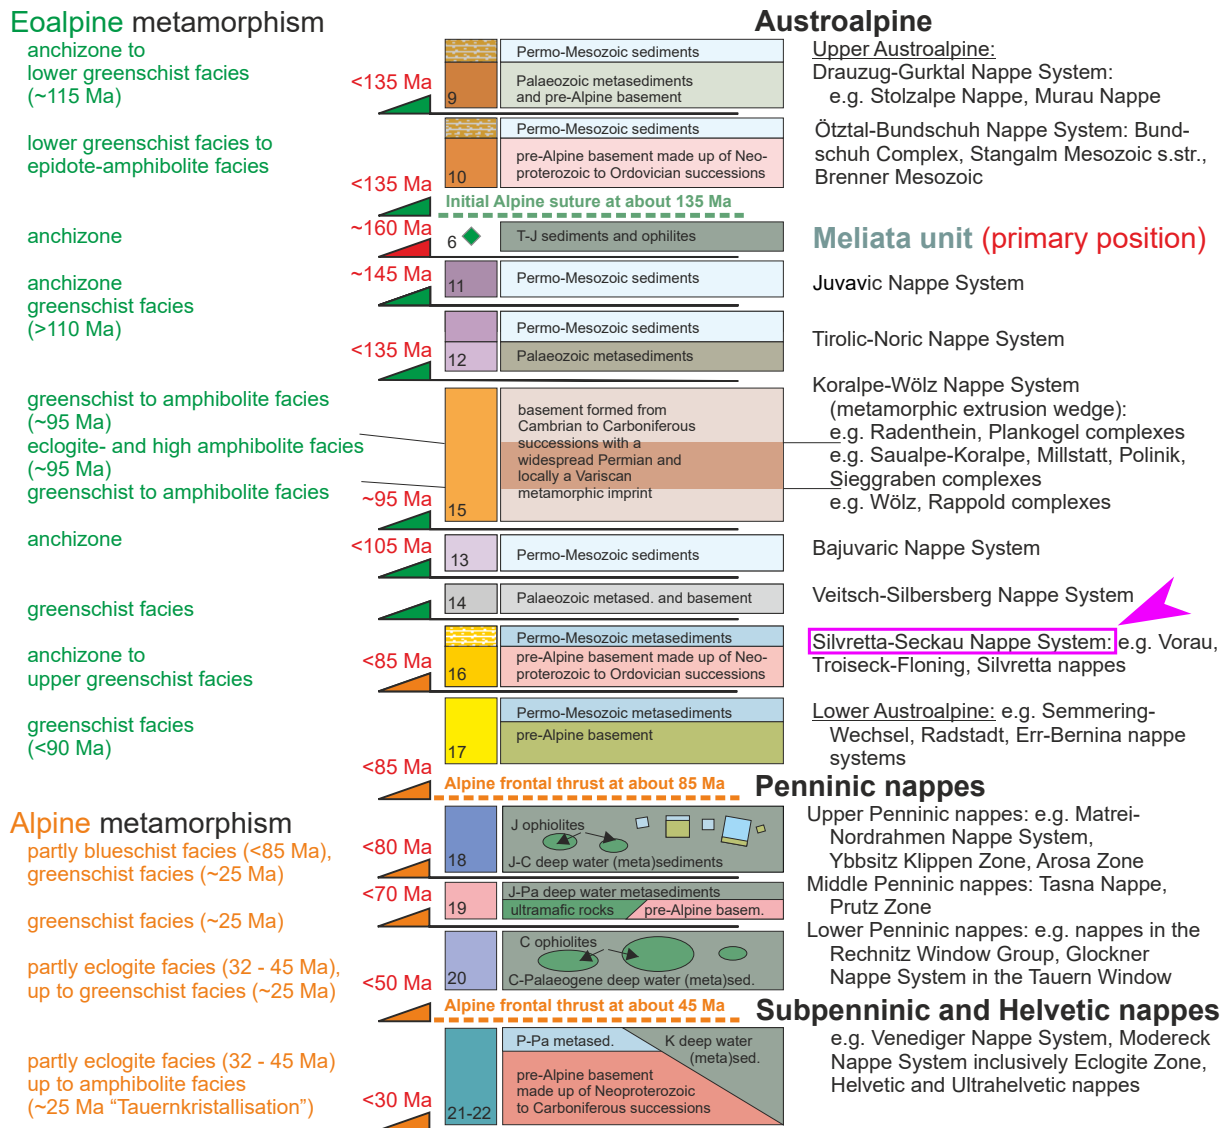 Eoalpine metamorphism
Austroalpine
anchizone to
lower greenschist facies
(~115 Ma)
<135 Ma
9
Permo-Mesozoic sediments
Palaeozoic metasediments
and pre-Alpine basement
Upper Austroalpine:
Drauzug-Gurktal Nappe System:
e.g. Stolzalpe Nappe, Murau Nappe
lower greenschist facies to
epidote-amphibolite facies
<135 Ma
10
Permo-Mesozoic sediments
pre-Alpine basement made up of Neo-
proterozoic to Ordovician successions
Ötztal-Bundschuh Nappe System: Bund-
schuh Complex, Stangalm Mesozoic s.str.,
Brenner Mesozoic
Initial Alpine suture at about 135 Ma
anchizone
~160 Ma
6
T-J sediments and ophilites
Meliata unit (primary position)
anchizone
greenschist facies
(>110 Ma)
~145 Ma
11
Permo-Mesozoic sediments
Juvavic Nappe System
<135 Ma
12
Permo-Mesozoic sediments
Palaeozoic metasediments
Tirolic-Noric Nappe System
greenschist to amphibolite facies
(~95 Ma)
eclogite- and high amphibolite facies
(~95 Ma)
greenschist to amphibolite facies
~95 Ma
15
basement formed from
Cambrian to Carboniferous
successions with a
widespread Permian and
locally a Variscan
metamorphic imprint
Koralpe-Wölz Nappe System
(metamorphic extrusion wedge):
e.g. Radenthein, Plankogel complexes
e.g. Saualpe-Koralpe, Millstatt, Polinik,
Sieggraben complexes
e.g. Wölz, Rappold complexes
anchizone
<105 Ma
13
Permo-Mesozoic sediments
Bajuvaric Nappe System
greenschist facies
14
Palaeozoic metased. and basement
Veitsch-Silbersberg Nappe System
anchizone to
upper greenschist facies
<85 Ma
16
Permo-Mesozoic metasediments
pre-Alpine basement made up of Neo-
proterozoic to Ordovician successions
Silvretta-Seckau Nappe System: e.g. Vorau,
Troiseck-Floning, Silvretta nappes
greenschist facies
(<90 Ma)
17
Permo-Mesozoic metasediments
pre-Alpine basement
Lower Austroalpine: e.g. Semmering-
Wechsel, Radstadt, Err-Bernina nappe
systems
<85 Ma
Alpine frontal thrust at about 85 Ma
Penninic nappes
Alpine metamorphism
partly blueschist facies (<85 Ma),
greenschist facies (~25 Ma)
<80 Ma
18
J ophiolites
J-C deep water (meta)sediments
Upper Penninic nappes: e.g. Matrei-
Nordrahmen Nappe System,
Ybbsitz Klippen Zone, Arosa Zone
greenschist facies (~25 Ma)
<70 Ma
19
J-Pa deep water metasediments
ultramafic rocks
pre-Alpine basem.
Middle Penninic nappes: Tasna Nappe,
Prutz Zone
partly eclogite facies (32 - 45 Ma),
up to greenschist facies (~25 Ma)
<50 Ma
20
C ophiolites
C-Palaeogene deep water (meta)sed.
Lower Penninic nappes: e.g. nappes in the
Rechnitz Window Group, Glockner
Nappe System in the Tauern Window
Alpine frontal thrust at about 45 Ma
Subpenninic and Helvetic nappes
partly eclogite facies (32 - 45 Ma)
up to amphibolite facies
(~25 Ma “Tauernkristallisation”)
<30 Ma
21-22
P-Pa metased.
K deep water
(meta)sed.
pre-Alpine basement
made up of Neoproterozoic
to Carboniferous successions
e.g. Venediger Nappe System, Modereck
Nappe System inclusively Eclogite Zone,
Helvetic and Ultrahelvetic nappes